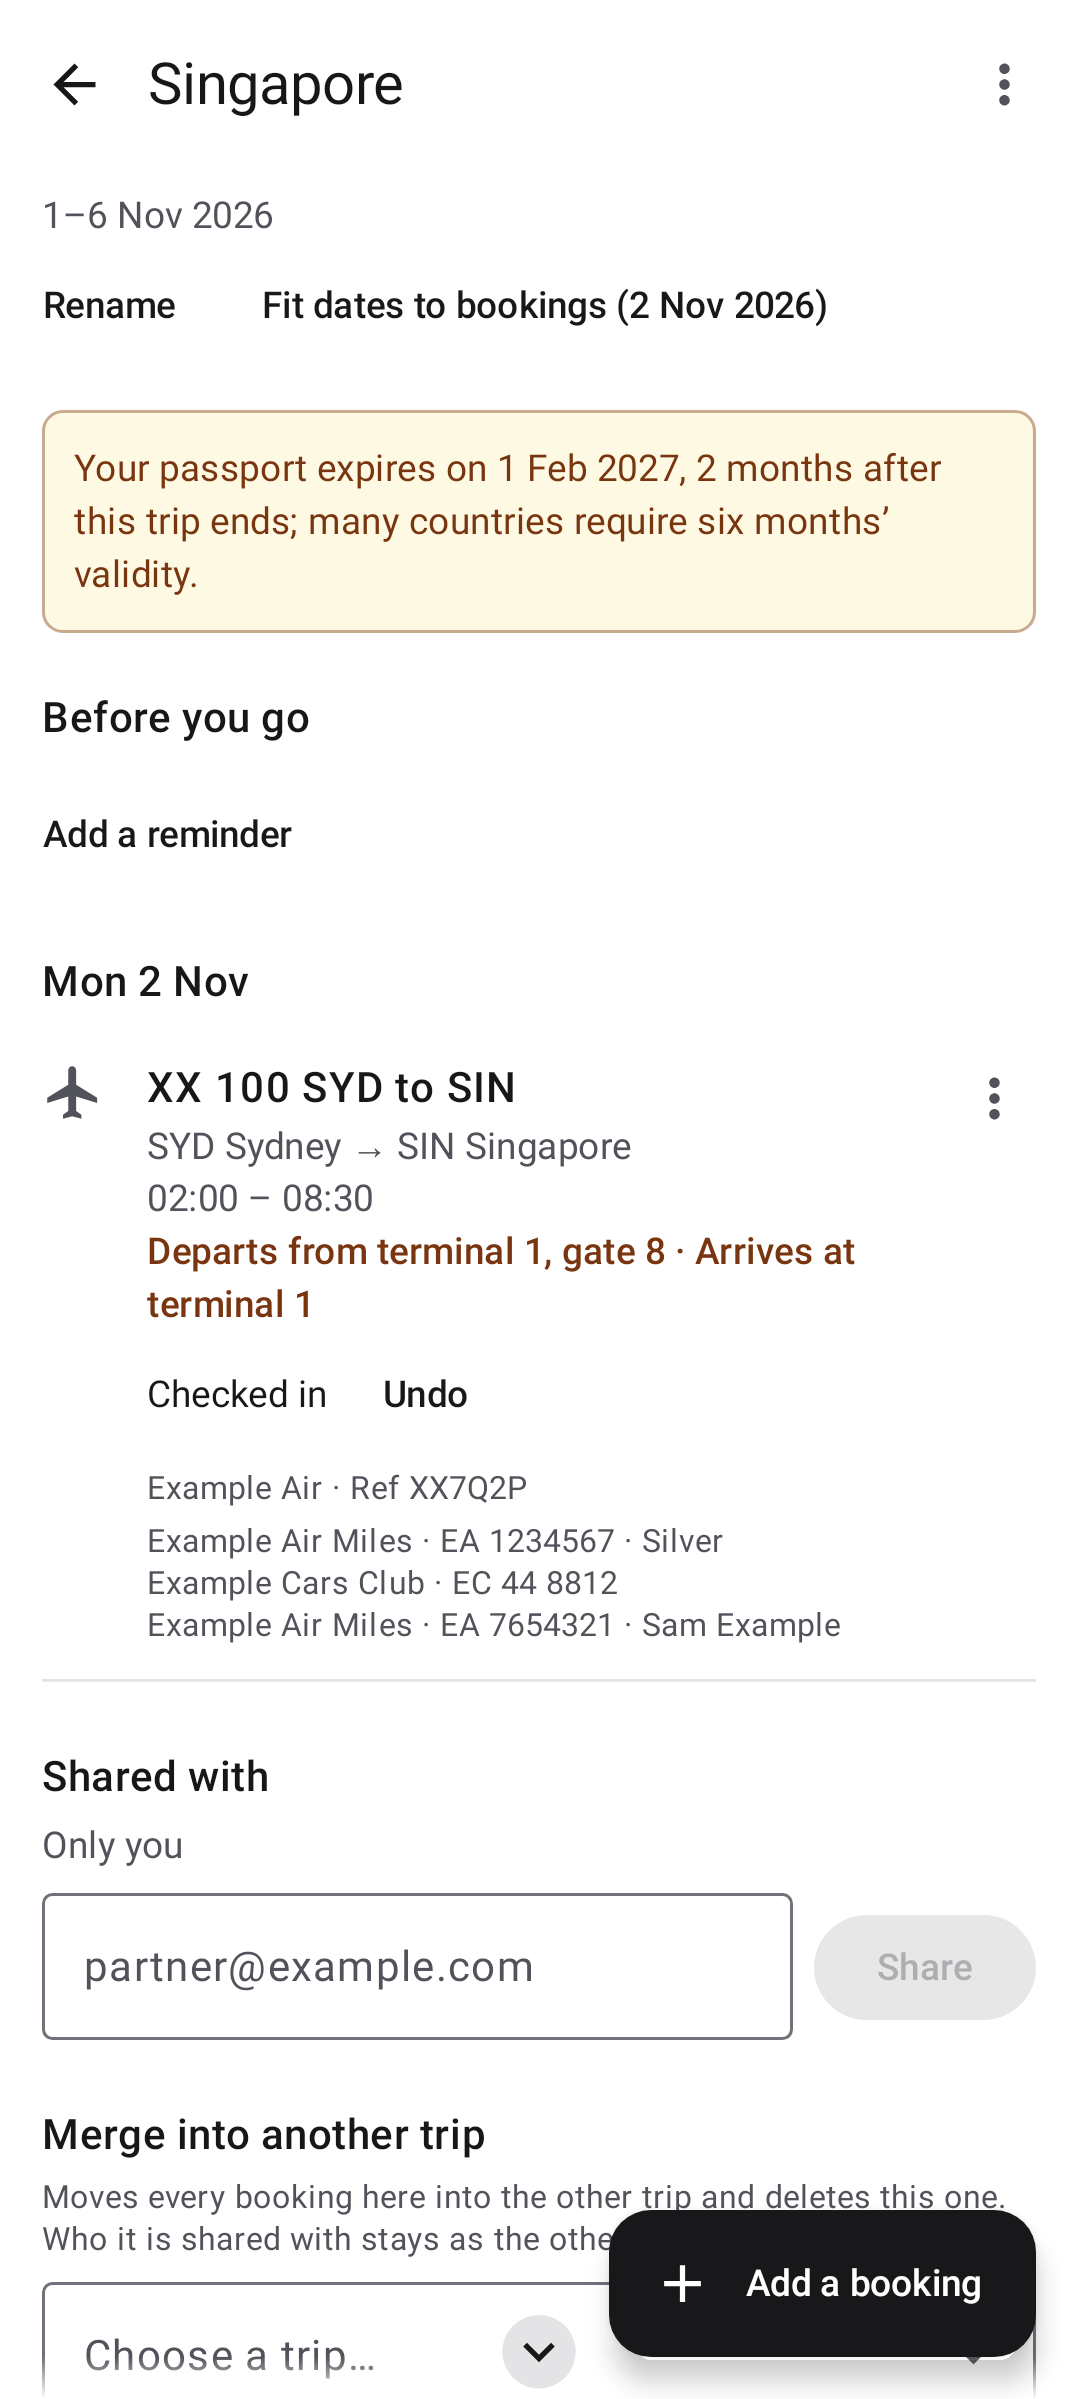 Singapore
1–6 Nov 2026
Rename Fit dates to bookings (2 Nov 2026)
Your passport expires on 1 Feb 2027, 2 months after
this trip ends; many countries require six months’
validity.
Before you go
Add a reminder
Mon 2 Nov
XX 100 SYD to SIN
SYD Sydney → SIN Singapore
02:00 – 08:30
Departs from terminal 1, gate 8 · Arrives at
terminal 1
Checked in Undo
Example Air · Ref XX7Q2P
Example Air Miles · EA 1234567 · Silver
Example Cars Club · EC 44 8812
Example Air Miles · EA 7654321 · Sam Example
Shared with
Only you
partner@example.com Share
Merge into another trip
Moves every booking here into the other trip and deletes this one.
Who it is shared with stays as the
Add a booking
Choose a trip…